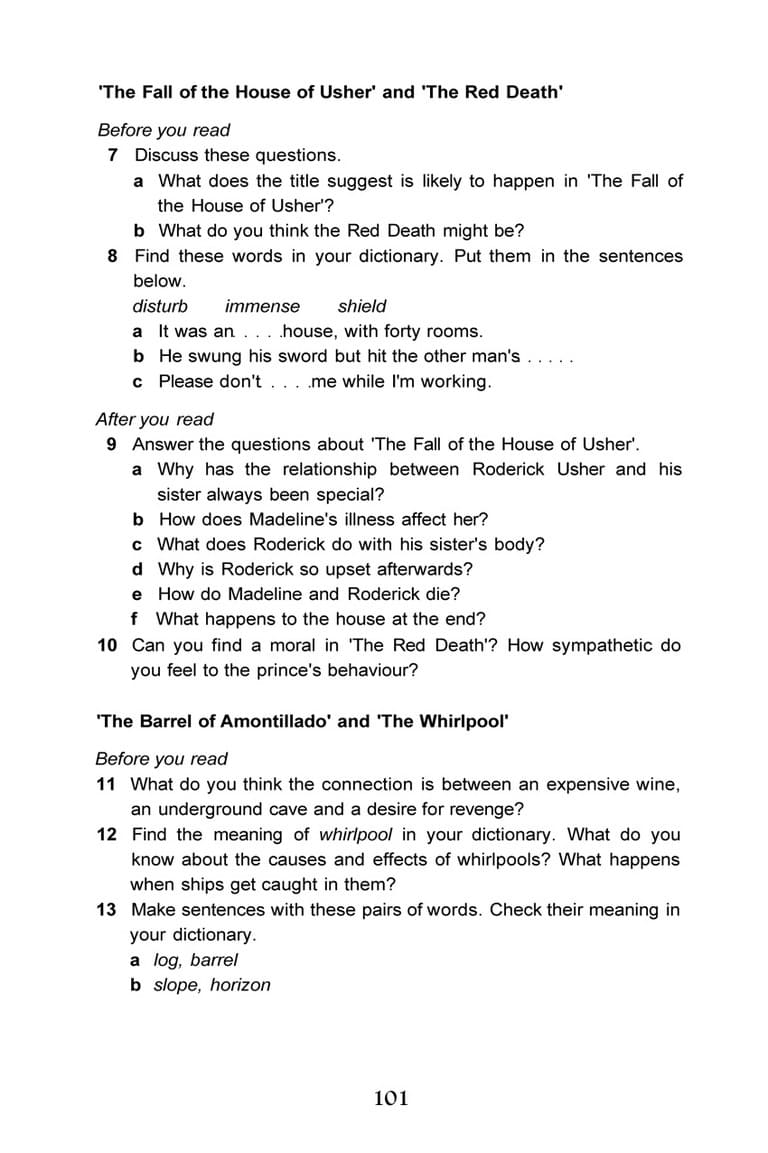 'The Fall of the House of Usher' and 'The Red Death'
Before you read
7 Discuss these questions.
a What does the title suggest is likely to happen in 'The Fall of
the House of Usher'?
b What do you think the Red Death might be?
8 Find these words in your dictionary. Put them in the sentences
below.
disturb immense shield
a It was an . . . .house, with forty rooms.
b He swung his sword but hit the other man's . . . . .
c Please don't . . . .me while I'm working.
After you read
9 Answer the questions about 'The Fall of the House of Usher'.
a Why has the relationship between Roderick Usher and his
sister always been special?
b How does Madeline's illness affect her?
c What does Roderick do with his sister's body?
d Why is Roderick so upset afterwards?
e How do Madeline and Roderick die?
f What happens to the house at the end?
10 Can you find a moral in 'The Red Death'? How sympathetic do
you feel to the prince's behaviour?
'The Barrel of Amontillado' and 'The Whirlpool'
Before you read
11 What do you think the connection is between an expensive wine,
an underground cave and a desire for revenge?
12 Find the meaning of whirlpool in your dictionary. What do you
know about the causes and effects of whirlpools? What happens
when ships get caught in them?
13 Make sentences with these pairs of words. Check their meaning in
your dictionary.
a log, barrel
b slope, horizon
101